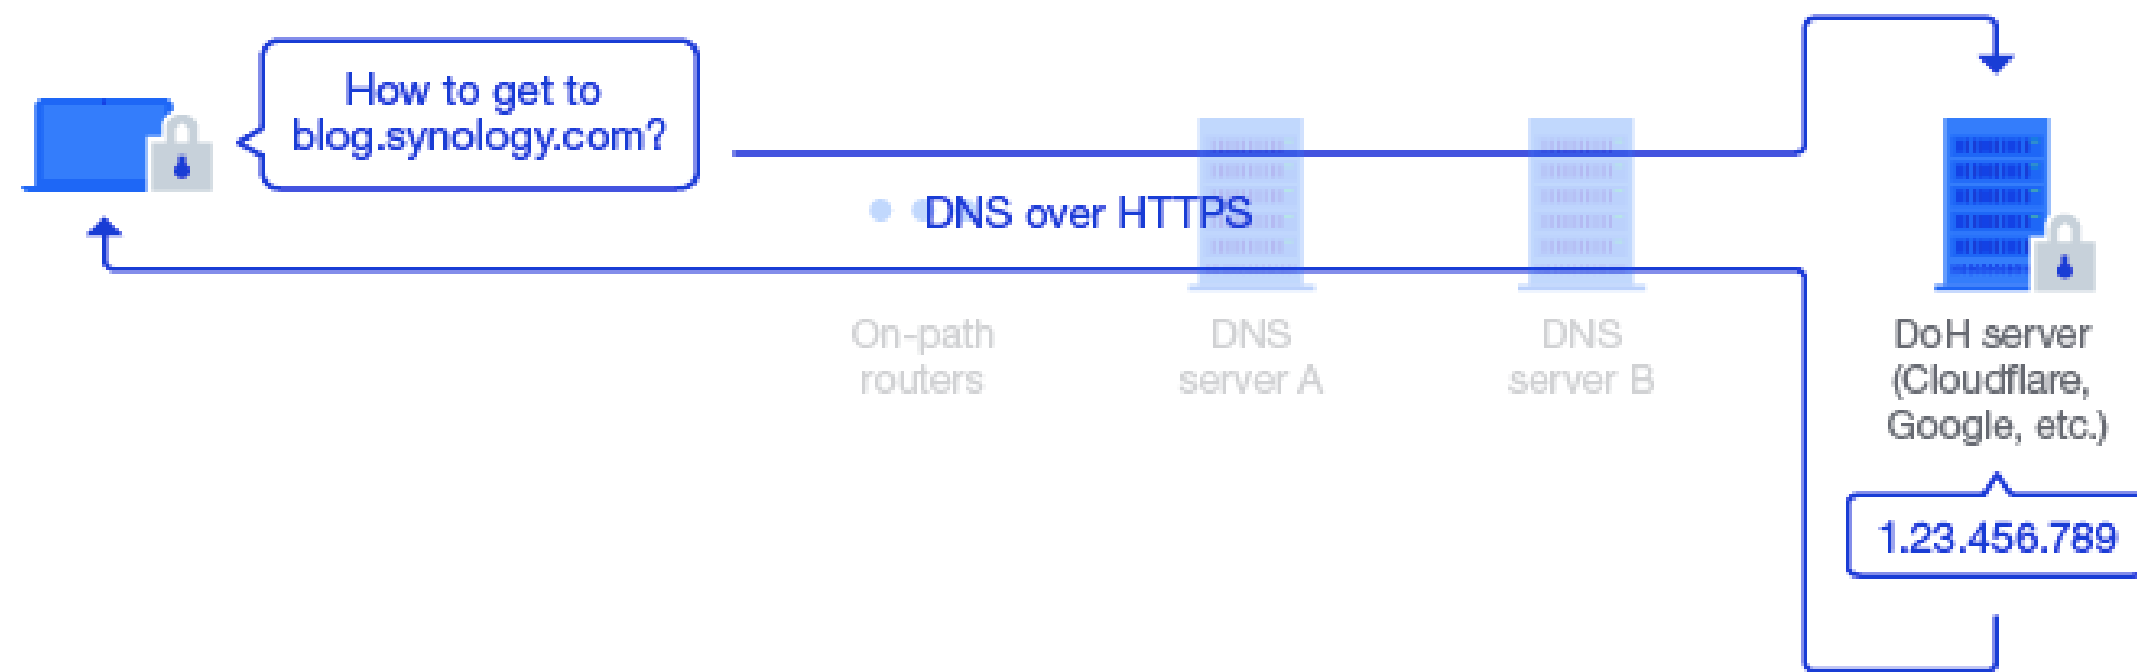 How to get to
blog.synology.com?
DNS over HTTPS
On-path
routers
DNS
server A
DNS
server B
DoH server
(Cloudflare,
Google, etc.)
1.23.456.789